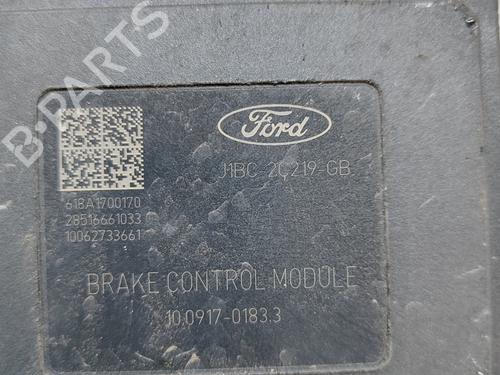 B-PARTS
Ford
J1BC 2C219-GB
618A1700170
28516661033
10062733661
BRAKE CONTROL MODULE
10.0917-0183.3